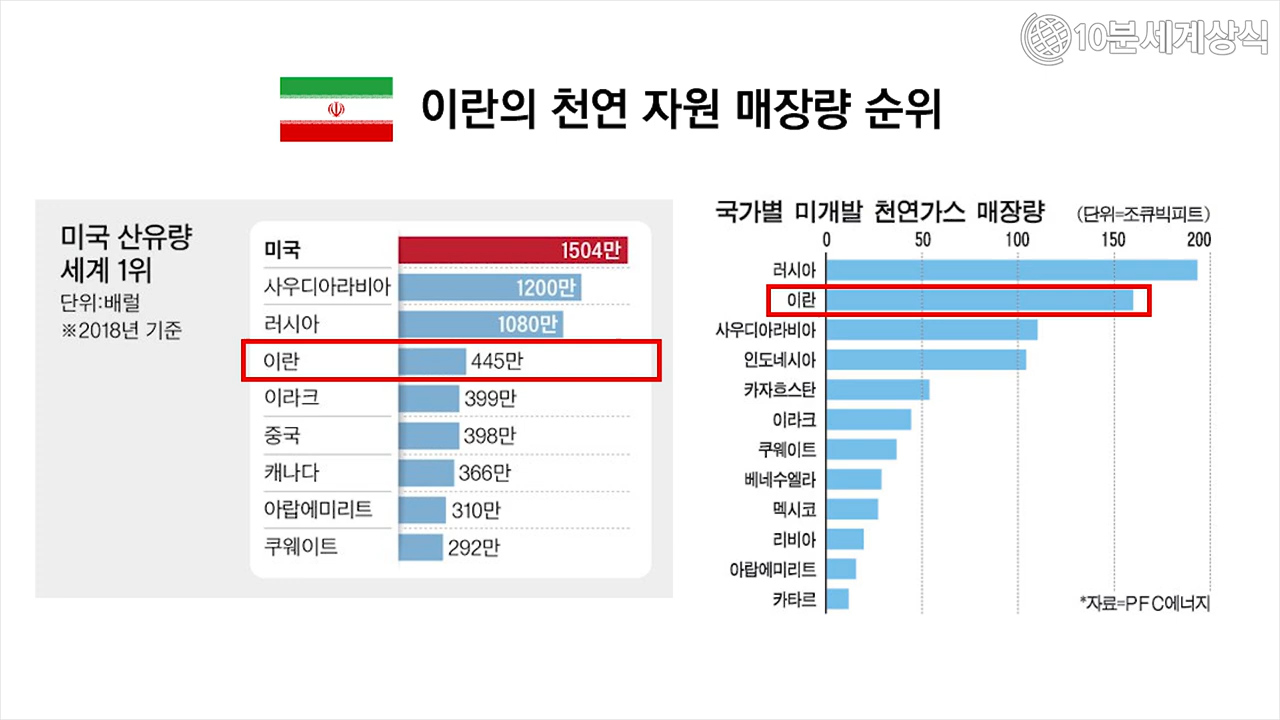 10분세계상식
이란의 천연 자원 매장량 순위
미국 산유량
세계 1위
단위:배럴
※2018년 기준
미국 1504만
사우디아라비아 1200만
러시아 1080만
이란 445만
이라크 399만
중국 398만
캐나다 366만
아랍에미리트 310만
쿠웨이트 292만
국가별 미개발 천연가스 매장량 (단위=조큐빅피트)
0 50 100 150 200
러시아
이란
사우디아라비아
인도네시아
카자흐스탄
이라크
쿠웨이트
베네수엘라
멕시코
리비아
아랍에미리트
카타르
*자료=PFC에너지